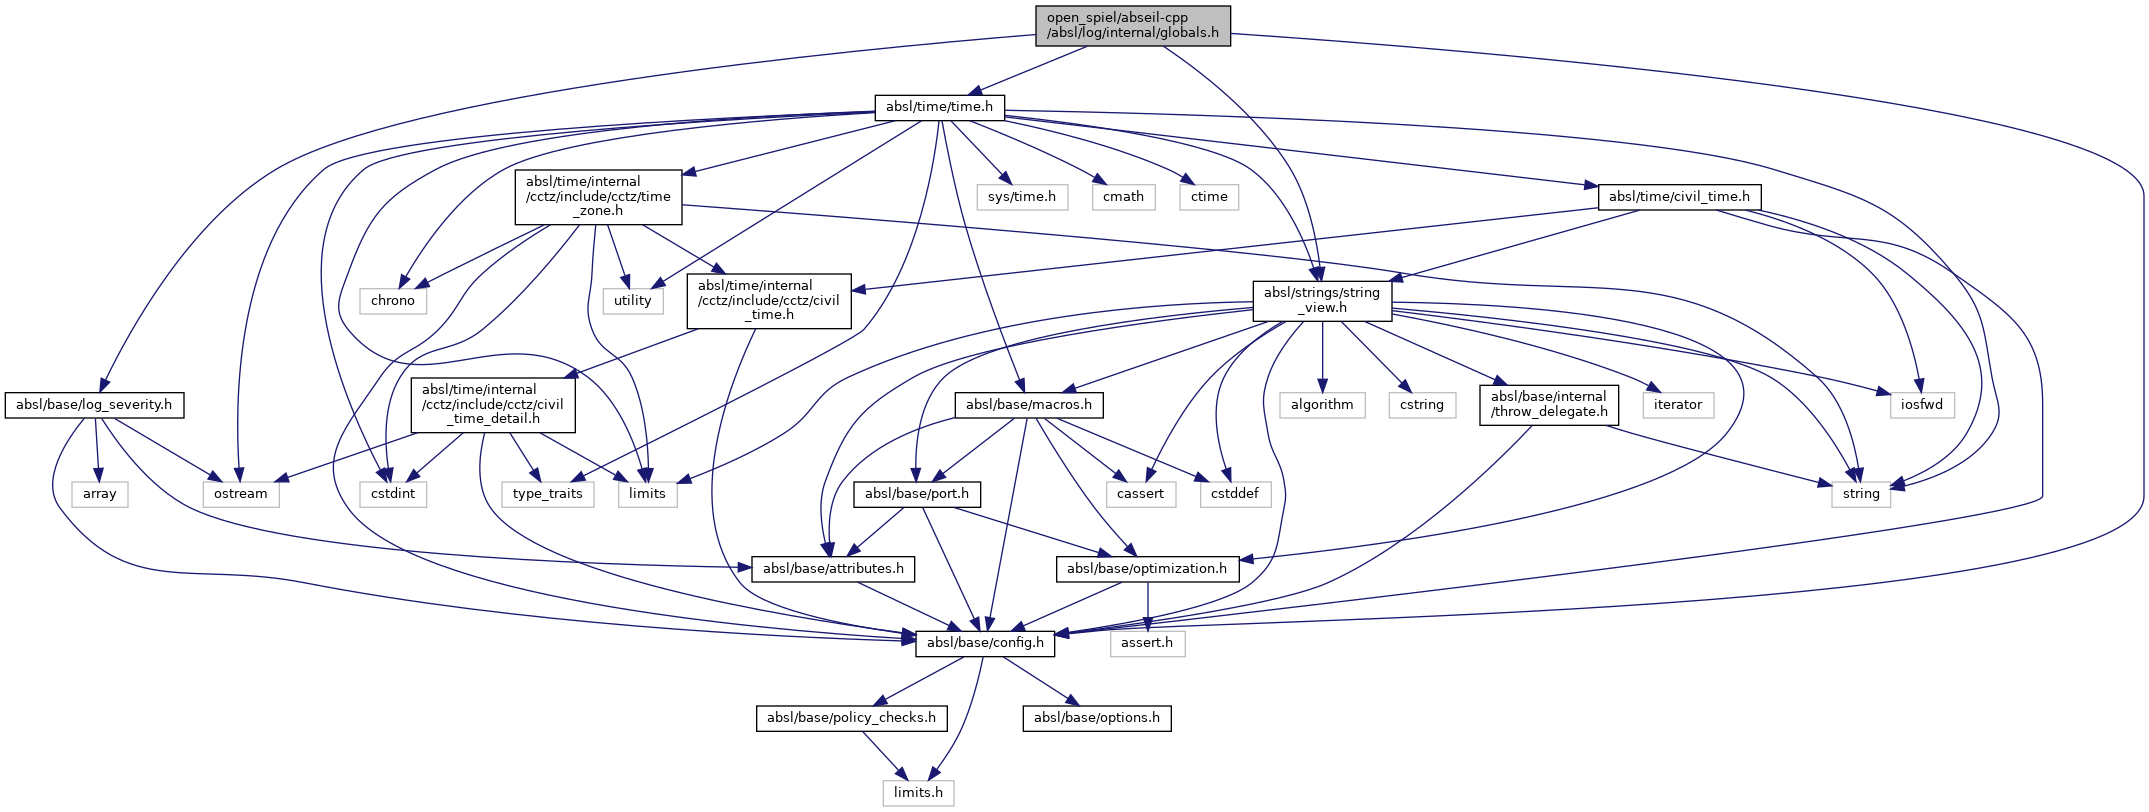 open_spiel/abseil-cpp
/absl/log/internal/globals.h
absl/time/time.h
absl/time/internal
/cctz/include/cctz/time
_zone.h
sys/time.h
cmath
ctime
absl/time/civil_time.h
chrono
utility
absl/time/internal
/cctz/include/cctz/civil
_time.h
absl/strings/string
_view.h
absl/base/log_severity.h
absl/time/internal
/cctz/include/cctz/civil
_time_detail.h
absl/base/macros.h
algorithm
cstring
absl/base/internal
/throw_delegate.h
iterator
iosfwd
array
ostream
cstdint
type_traits
limits
absl/base/port.h
cassert
cstddef
string
absl/base/attributes.h
absl/base/optimization.h
absl/base/config.h
assert.h
absl/base/policy_checks.h
absl/base/options.h
limits.h